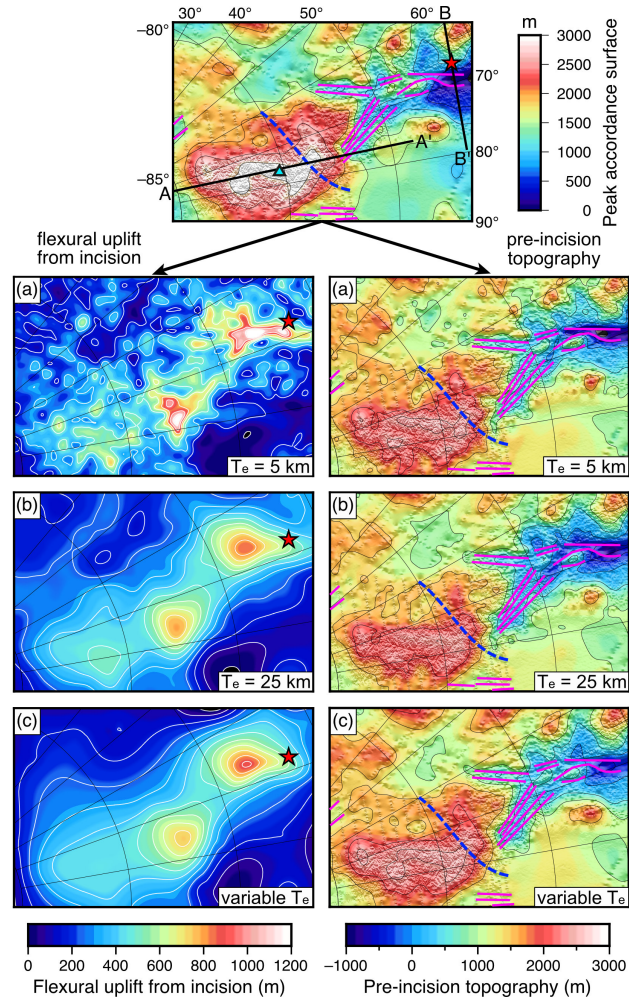 30° 40° 50° 60° B
−80°
70°
80°
−85°
90°
A
A'
B'
m
3000
2500
2000
1500
1000
500
0
Peak accordance surface
flexural uplift
from incision
pre-incision
topography
(a)
Tₑ = 5 km
(a)
Tₑ = 5 km
(b)
Tₑ = 25 km
(b)
Tₑ = 25 km
(c)
variable Tₑ
(c)
variable Tₑ
0 200 400 600 800 1000 1200
Flexural uplift from incision (m)
−1000 0 1000 2000 3000
Pre-incision topography (m)